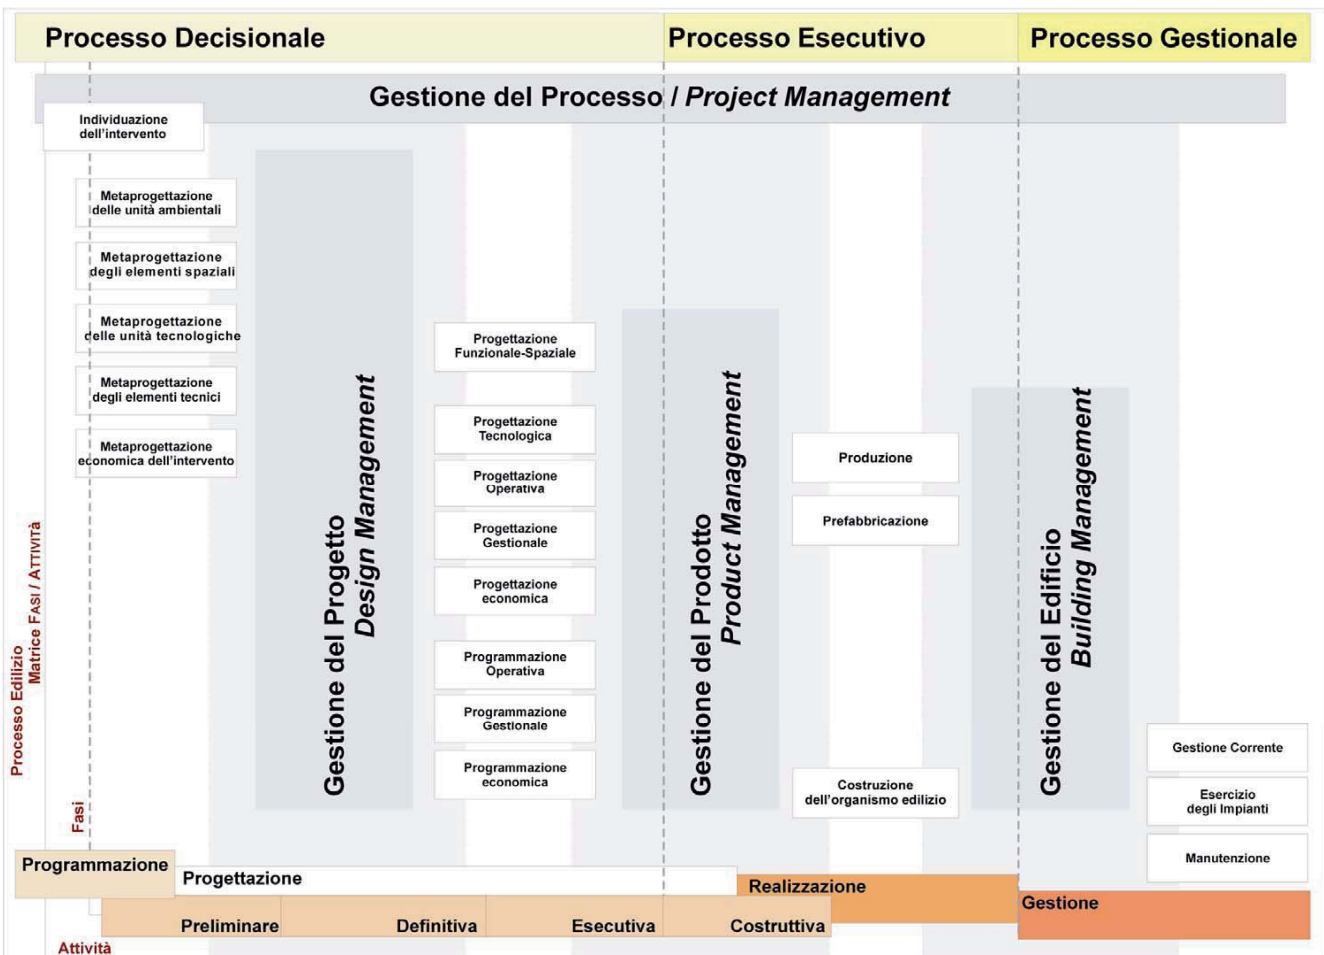 Processo Decisionale
Processo Esecutivo
Processo Gestionale
Gestione del Processo / Project Management
Individuazione
dell'intervento
Metaprogettazione
delle unità ambientali
Metaprogettazione
degli elementi spaziali
Metaprogettazione
delle unità tecnologiche
Metaprogettazione
degli elementi tecnici
Metaprogettazione
economica dell'intervento
Gestione del Progetto
Design Management
Progettazione
Funzionale-Spaziale
Progettazione
Tecnologica
Progettazione
Operativa
Progettazione
Gestionale
Progettazione
economica
Programmazione
Operativa
Programmazione
Gestionale
Programmazione
economica
Gestione del Prodotto
Product Management
Produzione
Prefabbricazione
Costruzione
dell'organismo edilizio
Gestione del Edificio
Building Management
Gestione Corrente
Esercizio
degli Impianti
Manutenzione
Processo Edilizio
Matrice FASI / ATTIVITÀ
Fasi
Programmazione
Progettazione
Realizzazione
Gestione
Preliminare
Definitiva
Esecutiva
Costruttiva
Attività